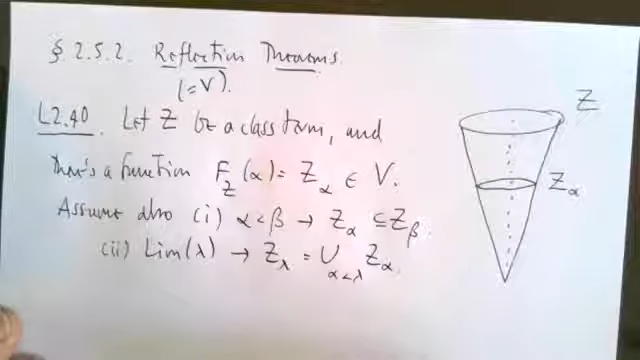 § 2.5.2. Reflection Theorems.
(=V).
L2.40. Let Z be a class term, and
there's a function F_Z(α) = Z_α ∈ V.
Assume also (i) α<β → Z_α ⊆ Z_β.
(ii) Lim(λ) → Z_λ = ∪_{α<λ} Z_α.
Z
Z_α